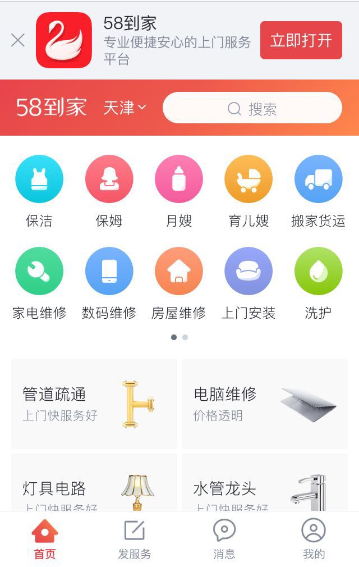 58到家
专业便捷安心的上门服务
平台
立即打开
58到家 天津 搜索
保洁 保姆 月嫂 育儿嫂 搬家货运
家电维修 数码维修 房屋维修 上门安装 洗护
管道疏通 电脑维修
上门快服务好 价格透明
灯具电路 水管龙头
上门快服务好 上门快服务好
首页 发服务 消息 我的